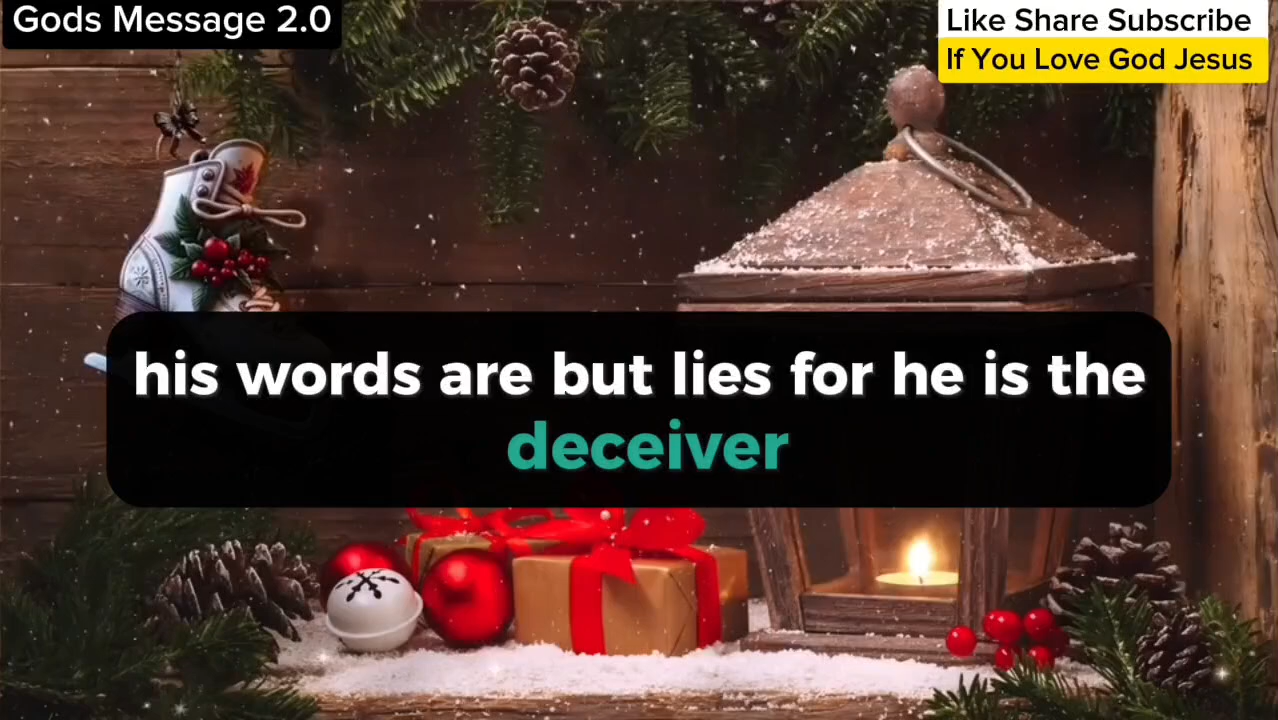 Gods Message 2.0
Like Share Subscribe
If You Love God Jesus
his words are but lies for he is the
deceiver